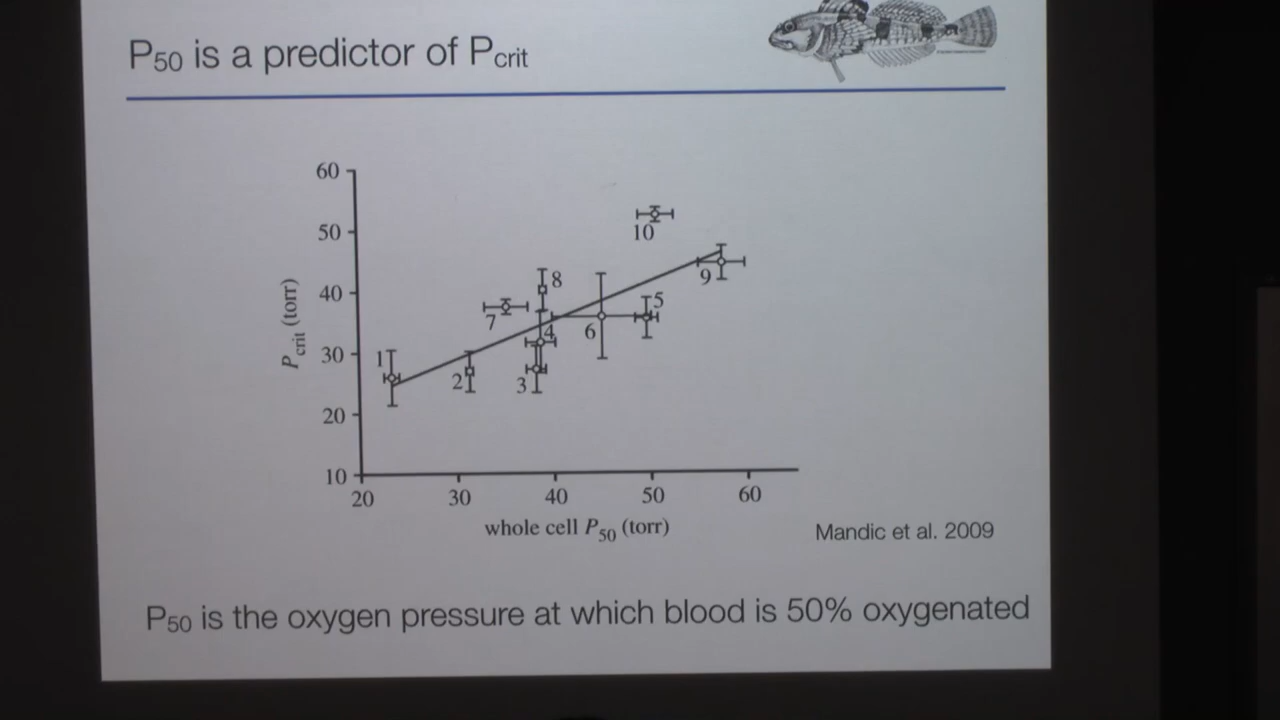 P50 is a predictor of Pcrit
60
50
40
30
20
10
Pcrit (torr)
1
2
3
4
5
6
7
8
9
10
20 30 40 50 60
whole cell P50 (torr)
Mandic et al. 2009
P50 is the oxygen pressure at which blood is 50% oxygenated